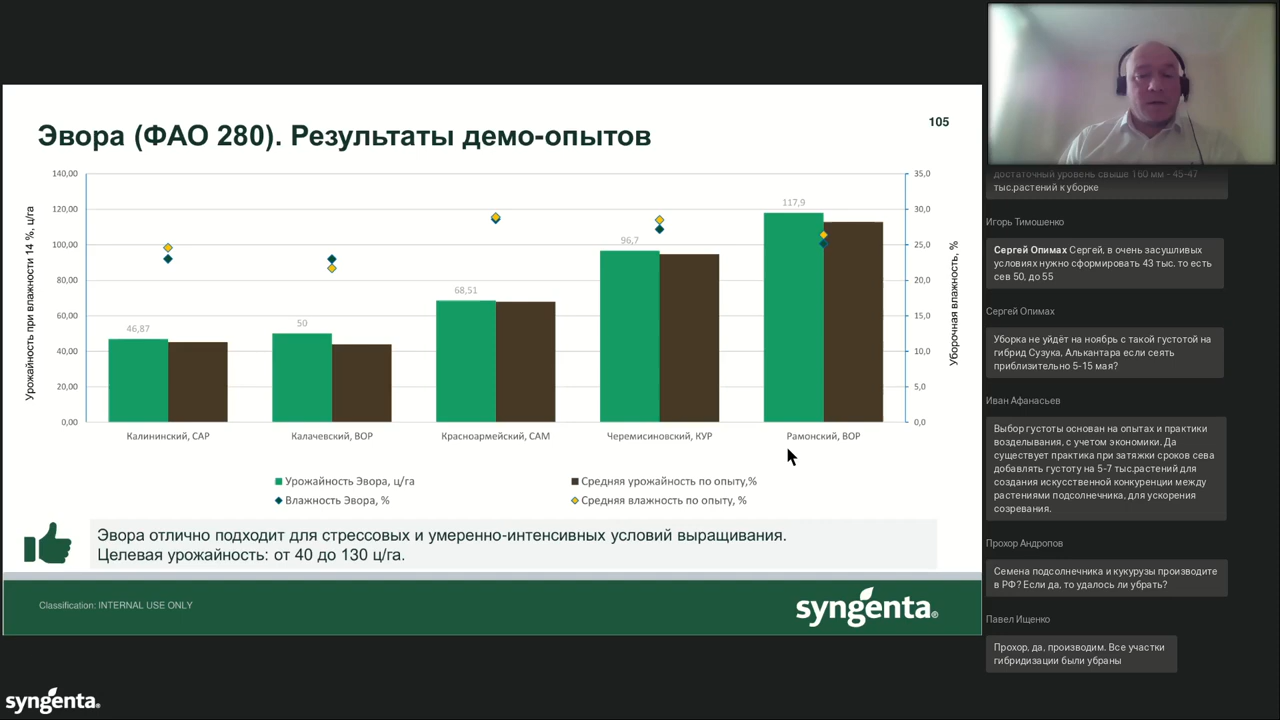 Эвора (ФАО 280). Результаты демо-опытов
105
Урожайность при влажности 14 %, ц/га
140,00
120,00
100,00
80,00
60,00
40,00
20,00
0,00
35,0
30,0
25,0
20,0
15,0
10,0
5,0
0,0
Уборочная влажность, %
46,87
50
68,51
96,7
117,9
Калининский, САР
Калачевский, ВОР
Красноармейский, САМ
Черемисиновский, КУР
Рамонский, ВОР
Урожайность Эвора, ц/га
Средняя урожайность по опыту,%
Влажность Эвора, %
Средняя влажность по опыту, %
Эвора отлично подходит для стрессовых и умеренно-интенсивных условий выращивания.
Целевая урожайность: от 40 до 130 ц/га.
Classification: INTERNAL USE ONLY
syngenta®
syngenta.
достаточный уровень свыше 160 мм - 45-47
тыс.растений к уборке
Игорь Тимошенко
Сергей Опимах Сергей, в очень засушливых
условиях нужно сформировать 43 тыс. то есть
сев 50, до 55
Сергей Опимах
Уборка не уйдёт на ноябрь с такой густотой на
гибрид Сузука, Алькантара если сеять
приблизительно 5-15 мая?
Иван Афанасьев
Выбор густоты основан на опытах и практики
возделывания, с учетом экономики. Да
существует практика при затяжки сроков сева
добавлять густоту на 5-7 тыс.растений для
создания искусственной конкуренции между
растениями подсолнечника, для ускорения
созревания.
Прохор Андропов
Семена подсолнечника и кукурузы производите
в РФ? Если да, то удалось ли убрать?
Павел Ищенко
Прохор, да, производим. Все участки
гибридизации были убраны